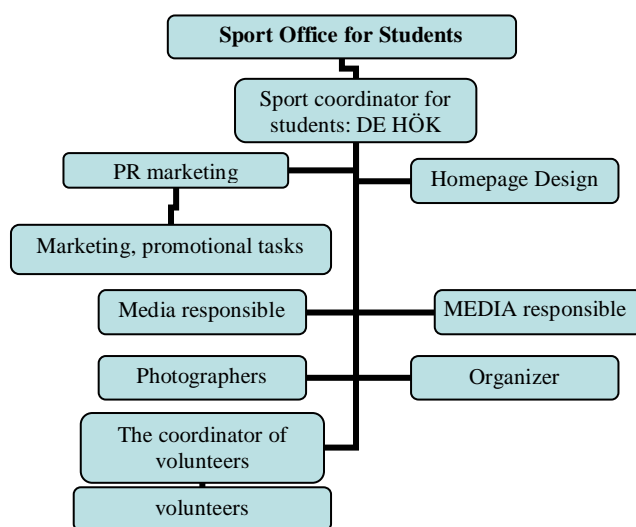 Sport Office for Students
Sport coordinator for
students: DE HÖK
PR marketing
Homepage Design
Marketing, promotional tasks
Media responsible
MEDIA responsible
Photographers
Organizer
The coordinator of
volunteers
volunteers